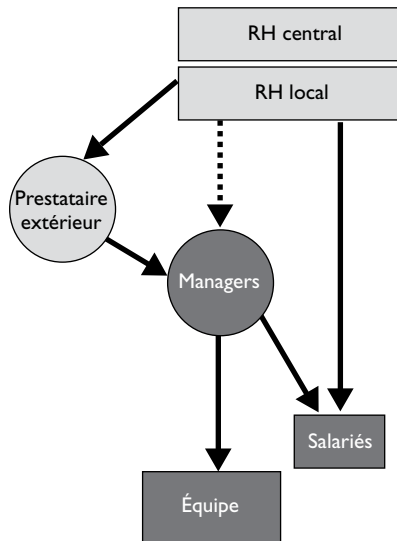 RH central
RH local
Prestataire
extérieur
Managers
Salariés
Équipe